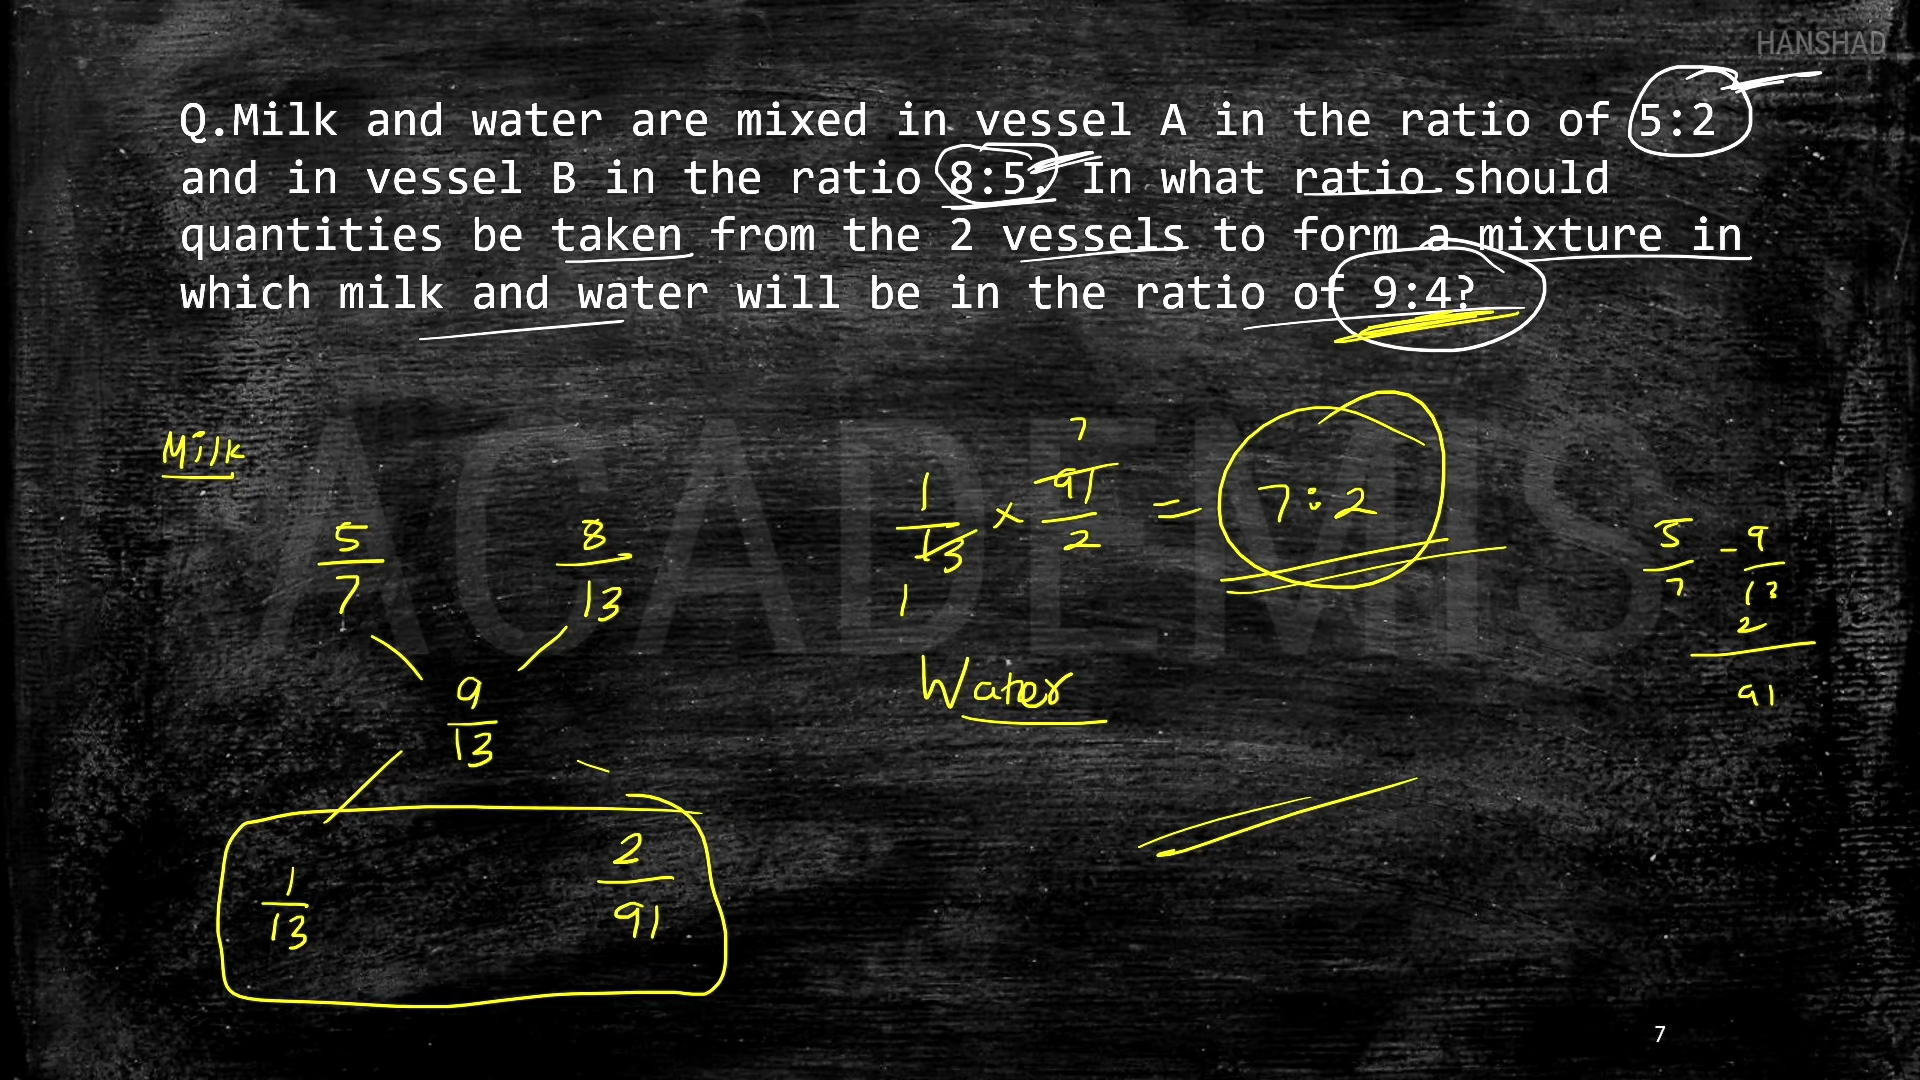 HANSHAD
Q.Milk and water are mixed in vessel A in the ratio of 5:2
and in vessel B in the ratio 8:5. In what ratio should
quantities be taken from the 2 vessels to form a mixture in
which milk and water will be in the ratio of 9:4?
ACADEMIS
Milk
5/7 8/13
9/13
1/13 2/91
7
1/13 × 91/2 = 7:2
1
Water
5/7 - 9/13
2
91
7